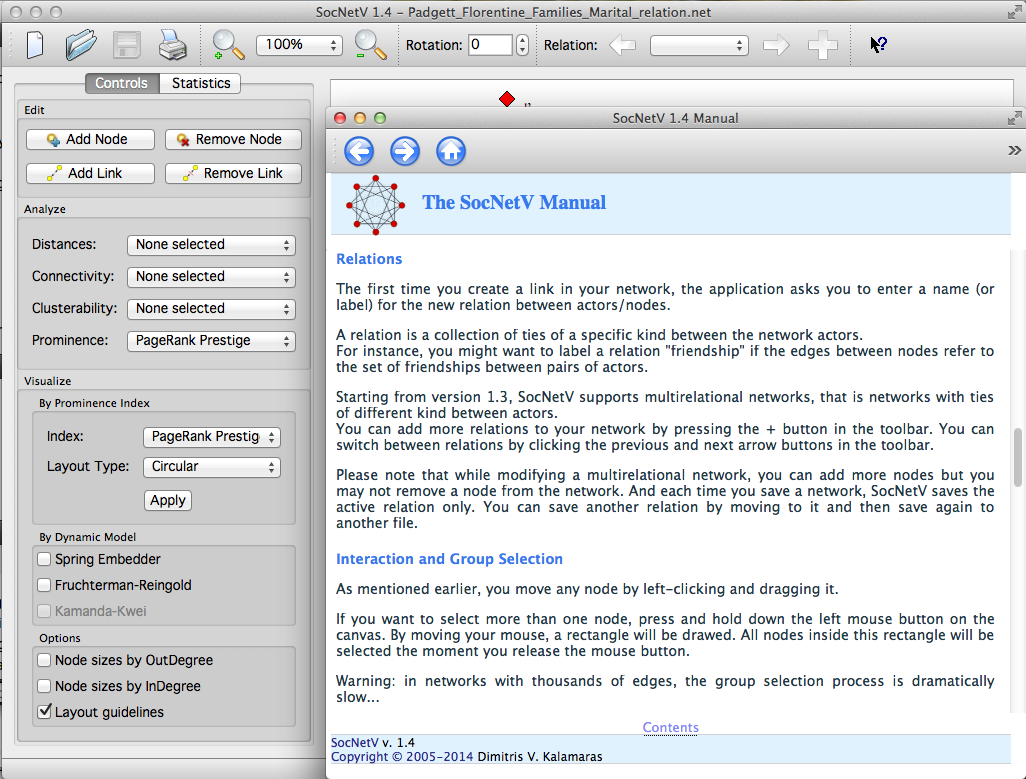 SocNetV 1.4 - Padgett_Florentine_Families_Marital_relation.net
100%
Rotation: 0
Relation:
Controls
Statistics
Edit
Add Node
Remove Node
Add Link
Remove Link
Analyze
Distances: None selected
Connectivity: None selected
Clusterability: None selected
Prominence: PageRank Prestige
Visualize
By Prominence Index
Index: PageRank Prestig
Layout Type: Circular
Apply
By Dynamic Model
Spring Embedder
Fruchterman-Reingold
Kamanda-Kwei
Options
Node sizes by OutDegree
Node sizes by InDegree
Layout guidelines
SocNetV 1.4 Manual
The SocNetV Manual
Relations
The first time you create a link in your network, the application asks you to enter a name (or
label) for the new relation between actors/nodes.
A relation is a collection of ties of a specific kind between the network actors.
For instance, you might want to label a relation "friendship" if the edges between nodes refer to
the set of friendships between pairs of actors.
Starting from version 1.3, SocNetV supports multirelational networks, that is networks with ties
of different kind between actors.
You can add more relations to your network by pressing the + button in the toolbar. You can
switch between relations by clicking the previous and next arrow buttons in the toolbar.
Please note that while modifying a multirelational network, you can add more nodes but you
may not remove a node from the network. And each time you save a network, SocNetV saves the
active relation only. You can save another relation by moving to it and then save again to
another file.
Interaction and Group Selection
As mentioned earlier, you move any node by left-clicking and dragging it.
If you want to select more than one node, press and hold down the left mouse button on the
canvas. By moving your mouse, a rectangle will be drawed. All nodes inside this rectangle will be
selected the moment you release the mouse button.
Warning: in networks with thousands of edges, the group selection process is dramatically
slow...
Contents
SocNetV v. 1.4
Copyright © 2005-2014 Dimitris V. Kalamaras